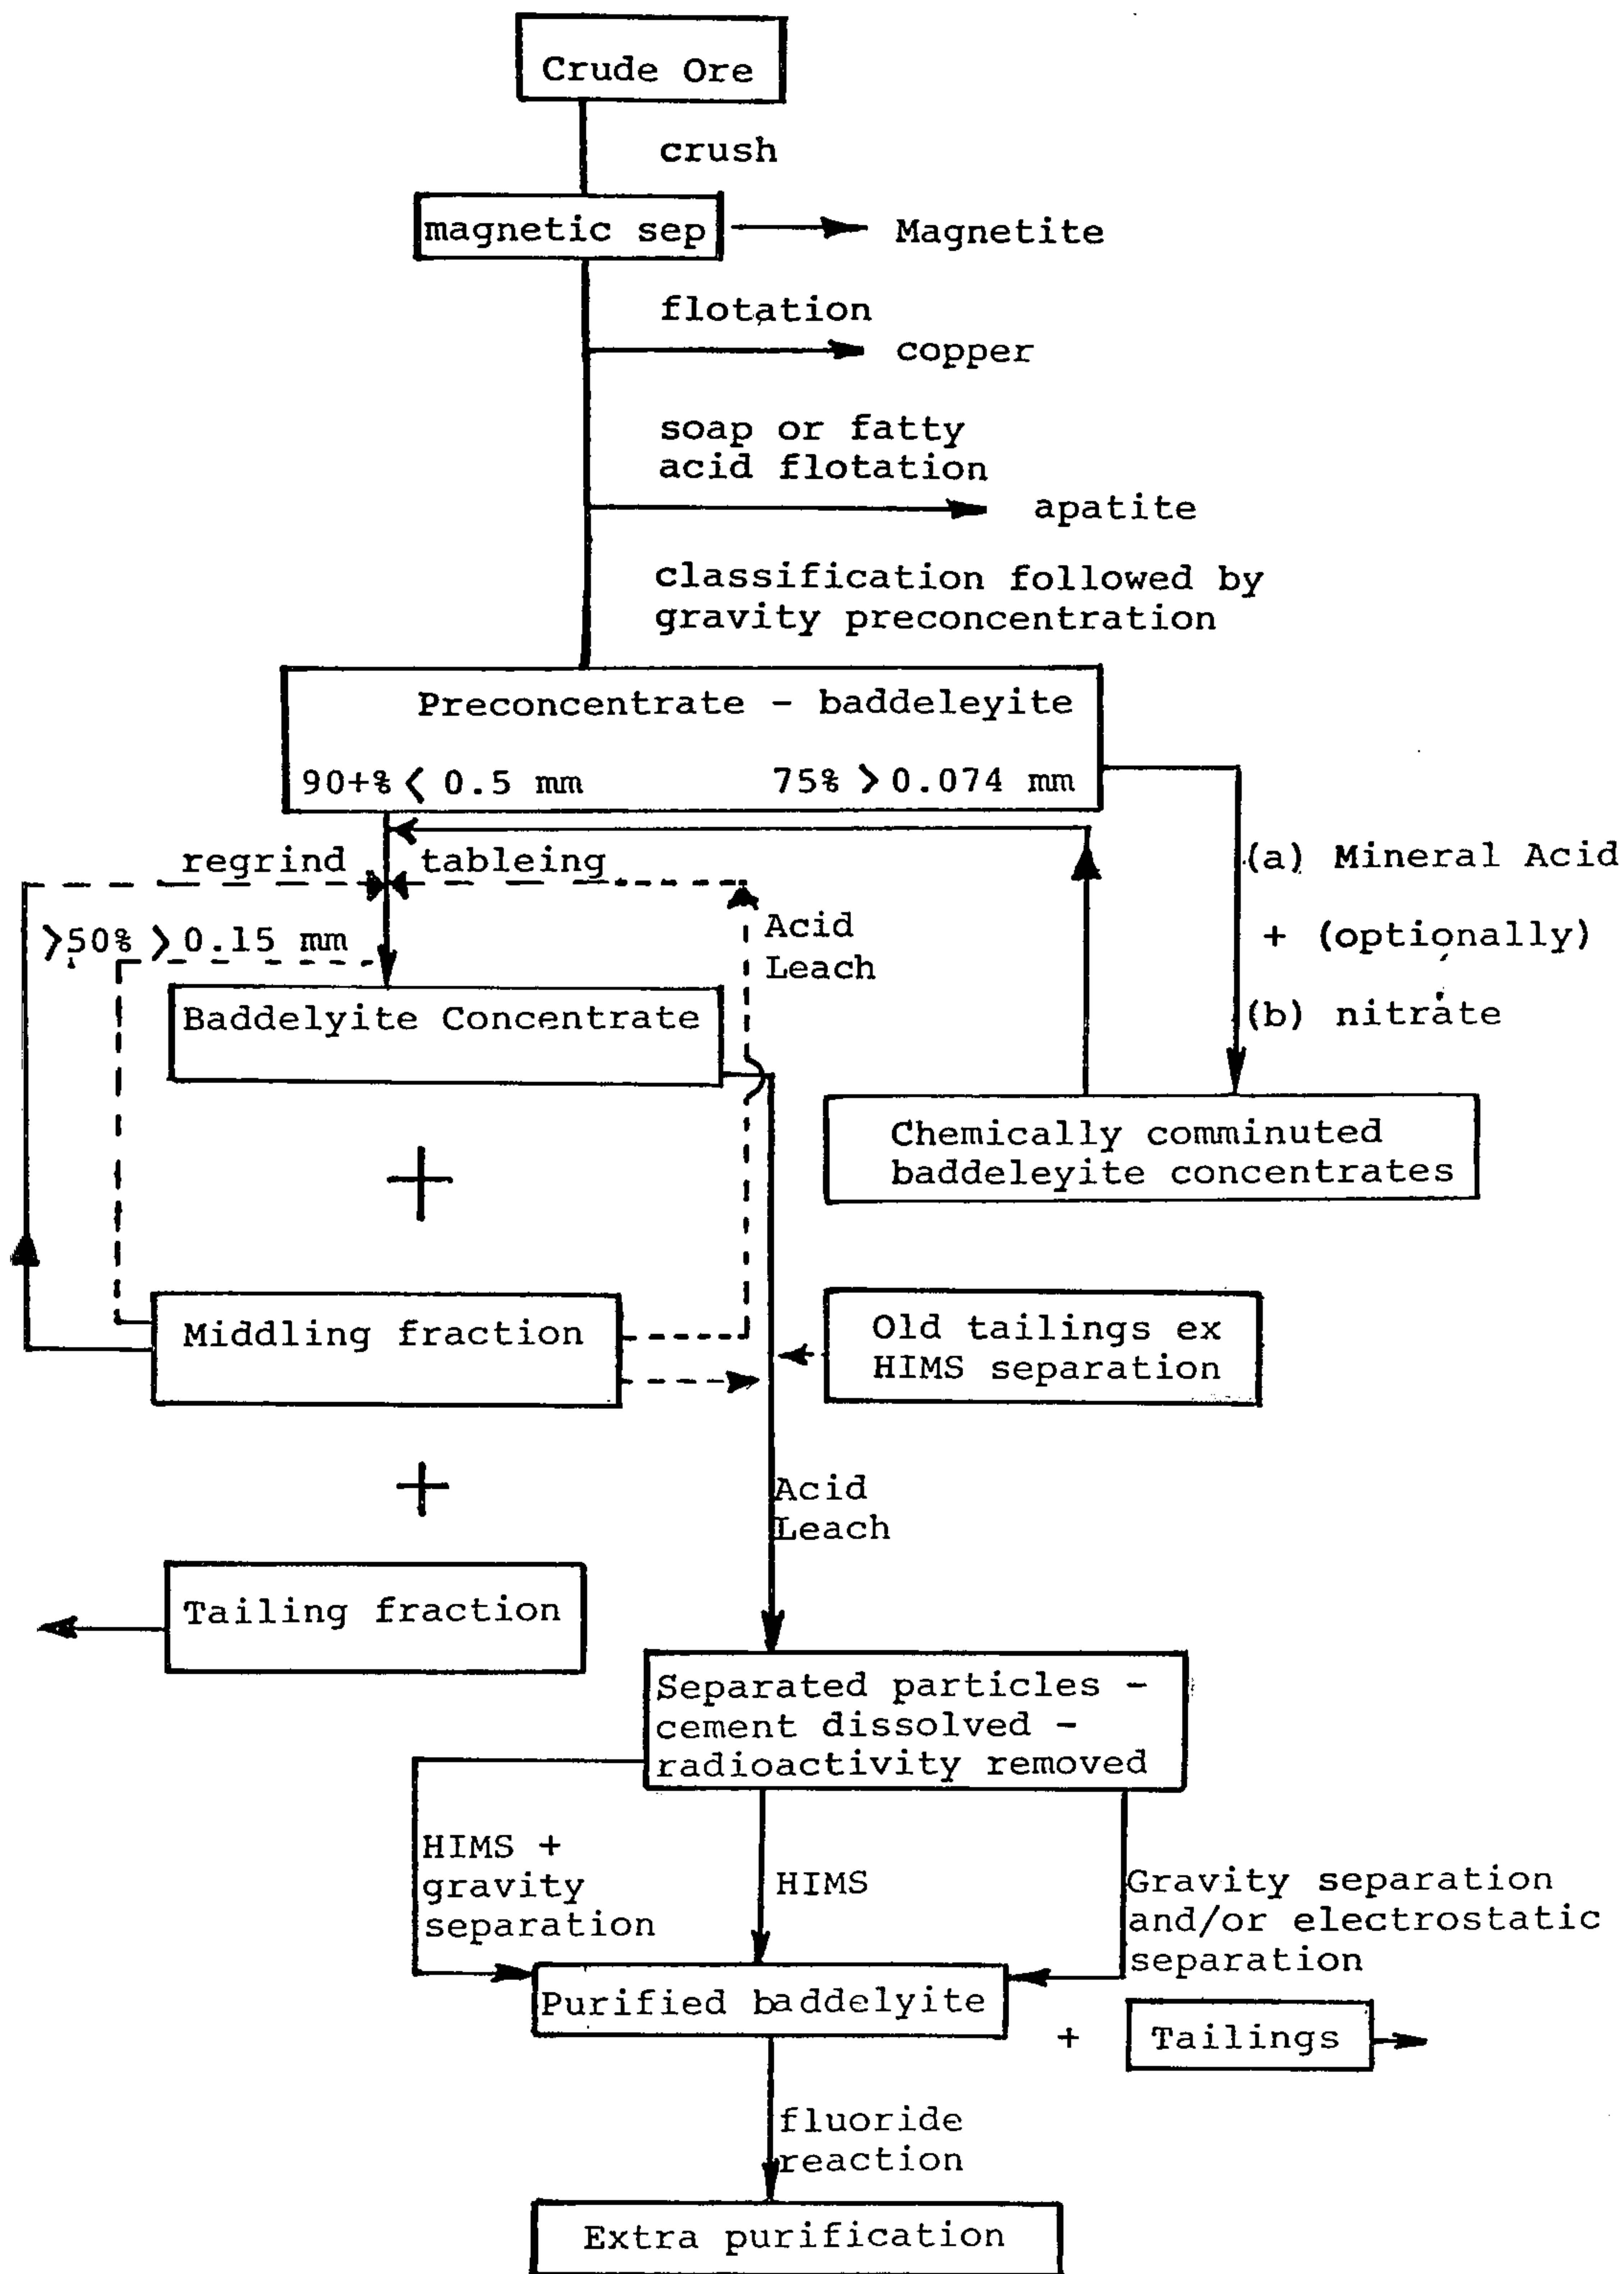 Crude Ore
crush
magnetic sep
Magnetite
flotation
copper
soap or fatty
acid flotation
apatite
classification followed by
gravity preconcentration
Preconcentrate - baddeleyite
90+% < 0.5 mm 75% > 0.074 mm
regrind tableing
(a) Mineral Acid
+ (optionally)
(b) nitrate
>50% > 0.15 mm
Acid
Leach
Baddelyite Concentrate
Chemically comminuted
baddeleyite concentrates
+
Middling fraction
Old tailings ex
HIMS separation
+
Acid
Leach
Tailing fraction
Separated particles -
cement dissolved -
radioactivity removed
HIMS +
gravity
separation
HIMS
Gravity separation
and/or electrostatic
separation
Purified baddelyite
+
Tailings
fluoride
reaction
Extra purification